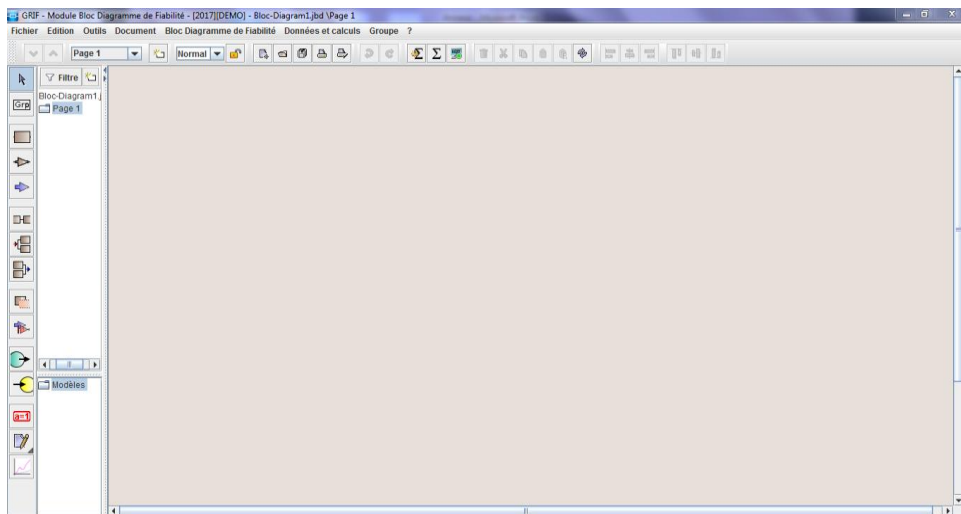 GRIF - Module Bloc Diagramme de Fiabilité - [2017][DEMO] - Bloc-Diagram1.jbd \Page 1
Fichier Edition Outils Document Bloc Diagramme de Fiabilité Données et calculs Groupe ?
Page 1 Normal
Filtre
Bloc-Diagram1.j
Grp Page 1
Modèles
a=1